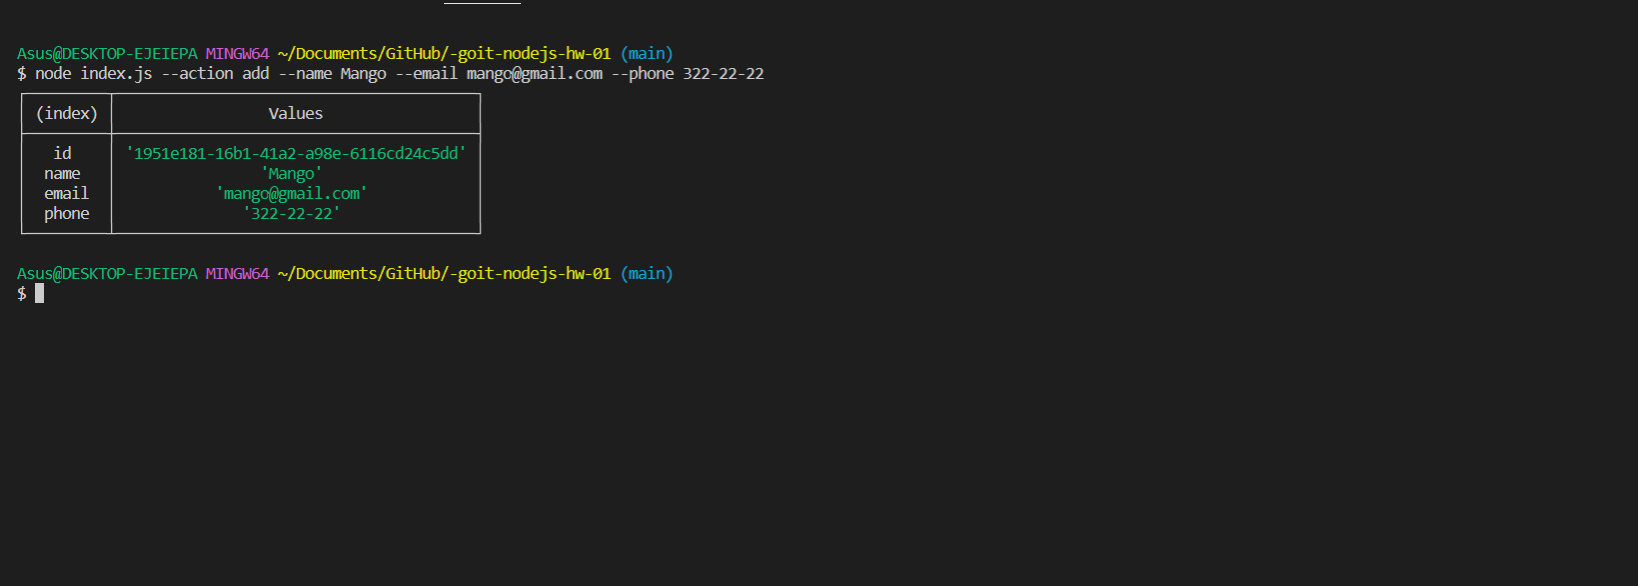 Asus@DESKTOP-EJEIEPA MINGW64 ~/Documents/GitHub/-goit-nodejs-hw-01 (main)
$ node index.js --action add --name Mango --email mango@gmail.com --phone 322-22-22
(index) Values
id '1951e181-16b1-41a2-a98e-6116cd24c5dd'
name 'Mango'
email 'mango@gmail.com'
phone '322-22-22'
Asus@DESKTOP-EJEIEPA MINGW64 ~/Documents/GitHub/-goit-nodejs-hw-01 (main)
$